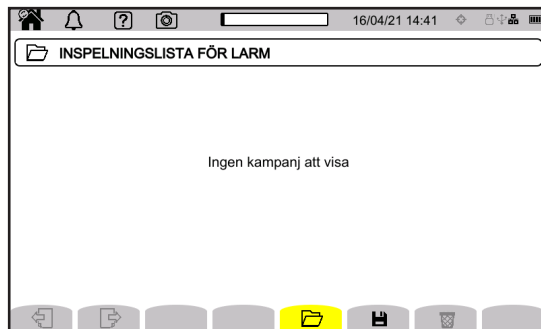 16/04/21 14:41
INSPELNINGSLISTA FÖR LARM
Ingen kampanj att visa